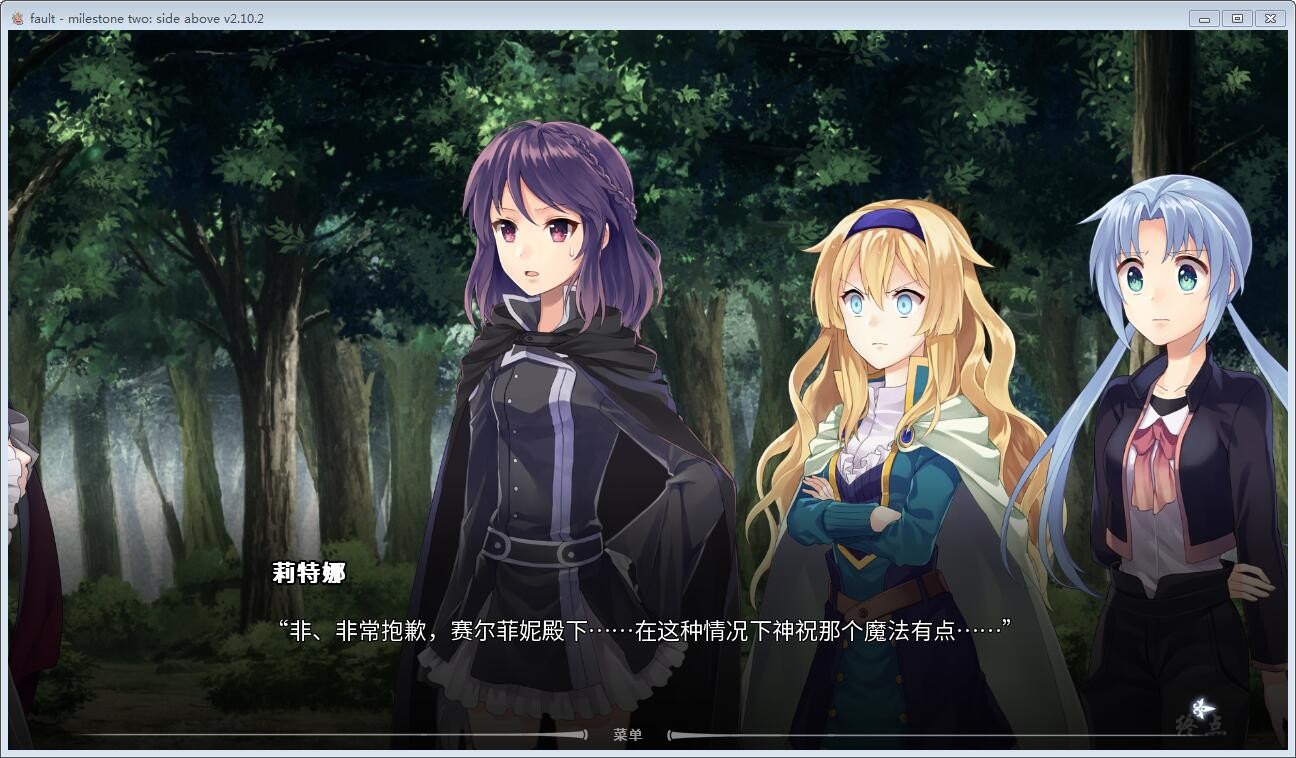 fault - milestone two: side above v2.10.2
莉特娜
“非、非常抱歉，赛尔菲妮殿下……在这种情况下神祝那个魔法有点……”
终点
菜单